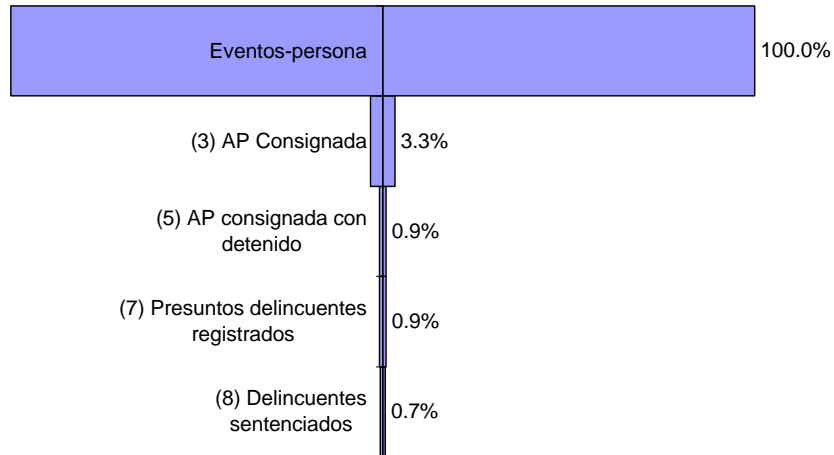 Eventos-persona
100.0%
(3) AP Consignada
3.3%
(5) AP consignada con
detenido
0.9%
(7) Presuntos delincuentes
registrados
0.9%
(8) Delincuentes
sentenciados
0.7%